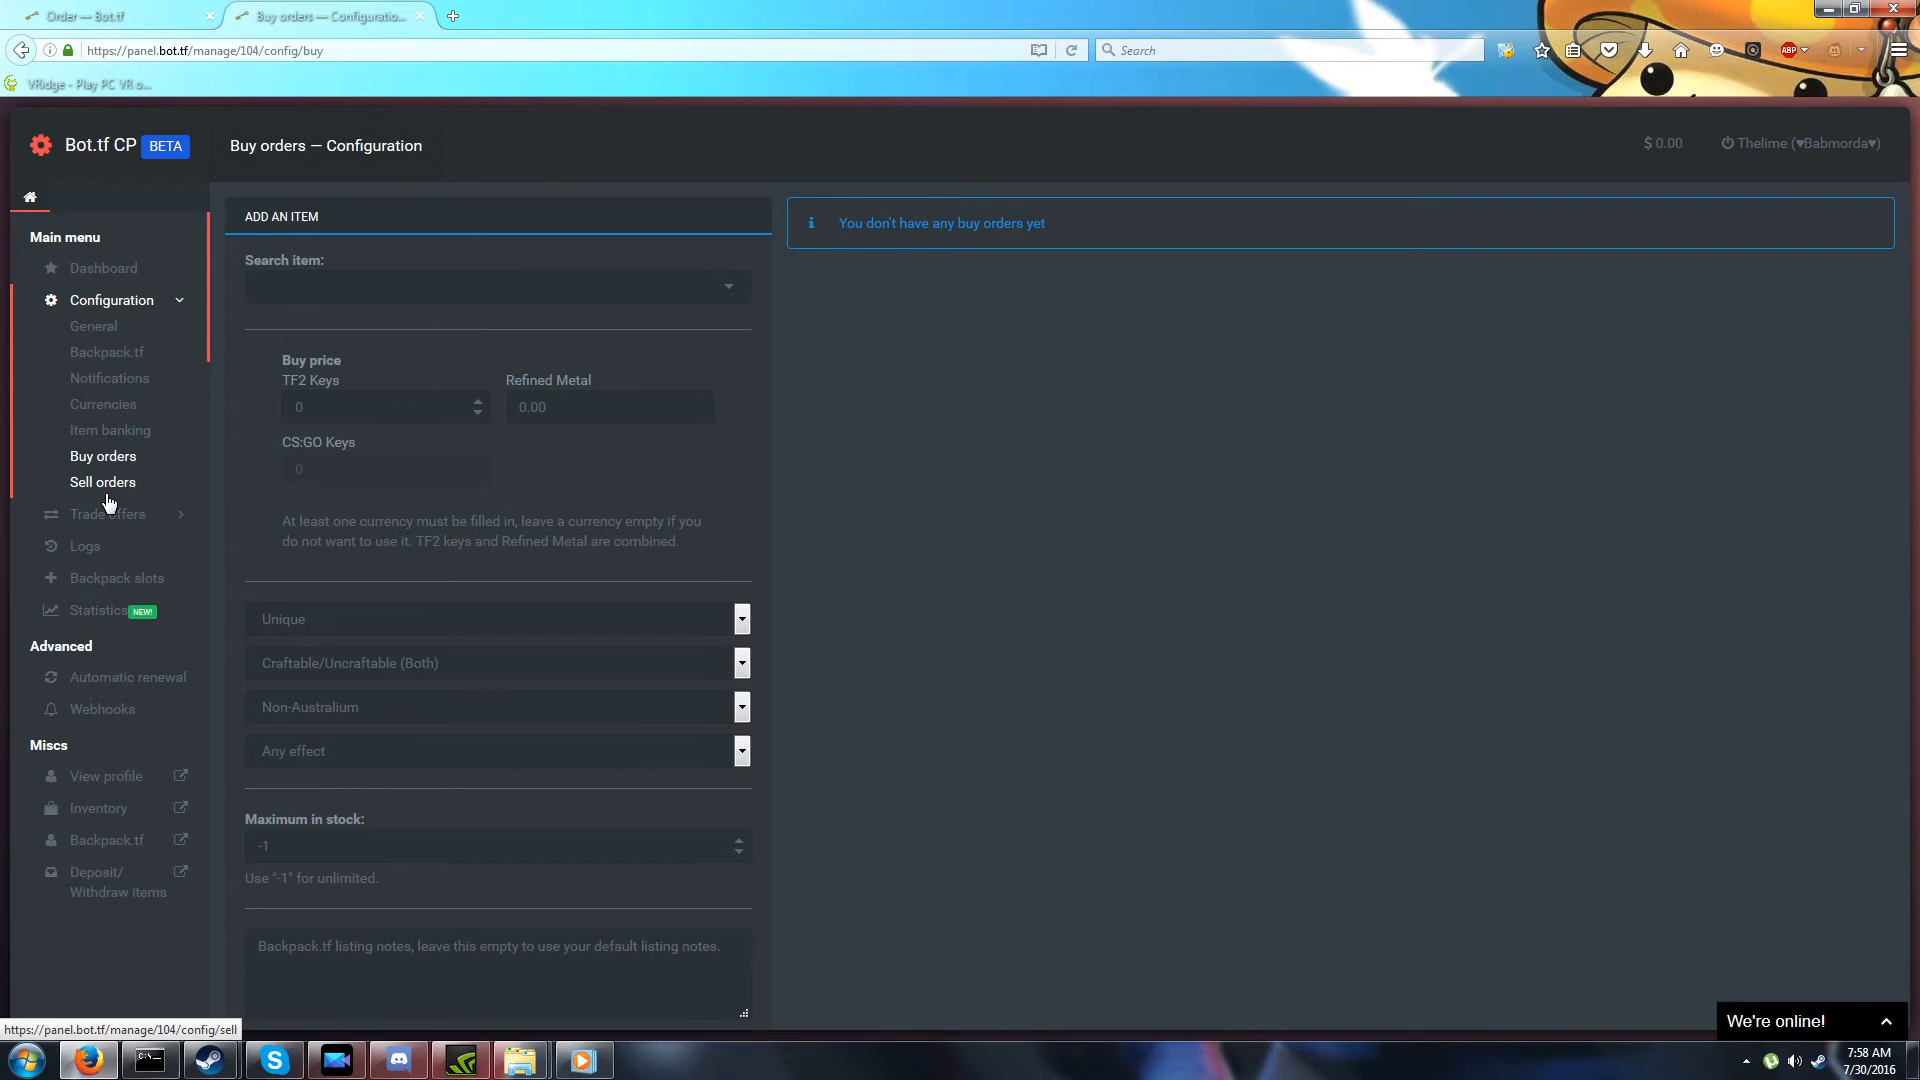 Order — Bot.tf
Buy orders — Configuratio...
https://panel.bot.tf/manage/104/config/buy
Search
ABP
VRidge - Play PC VR o...
Bot.tf CP BETA
Buy orders — Configuration
$ 0.00
Thelime (♥Babmorda♥)
Main menu
Dashboard
Configuration
General
Backpack.tf
Notifications
Currencies
Item banking
Buy orders
Sell orders
Trade offers
Logs
Backpack slots
Statistics NEW!
Advanced
Automatic renewal
Webhooks
Miscs
View profile
Inventory
Backpack.tf
Deposit/
Withdraw items
ADD AN ITEM
Search item:
Buy price
TF2 Keys
Refined Metal
0
0.00
CS:GO Keys
0
At least one currency must be filled in, leave a currency empty if you
do not want to use it. TF2 keys and Refined Metal are combined.
Unique
Craftable/Uncraftable (Both)
Non-Australium
Any effect
Maximum in stock:
-1
Use "-1" for unlimited.
Backpack.tf listing notes, leave this empty to use your default listing notes.
You don't have any buy orders yet
We're online!
https://panel.bot.tf/manage/104/config/sell
7:58 AM
7/30/2016